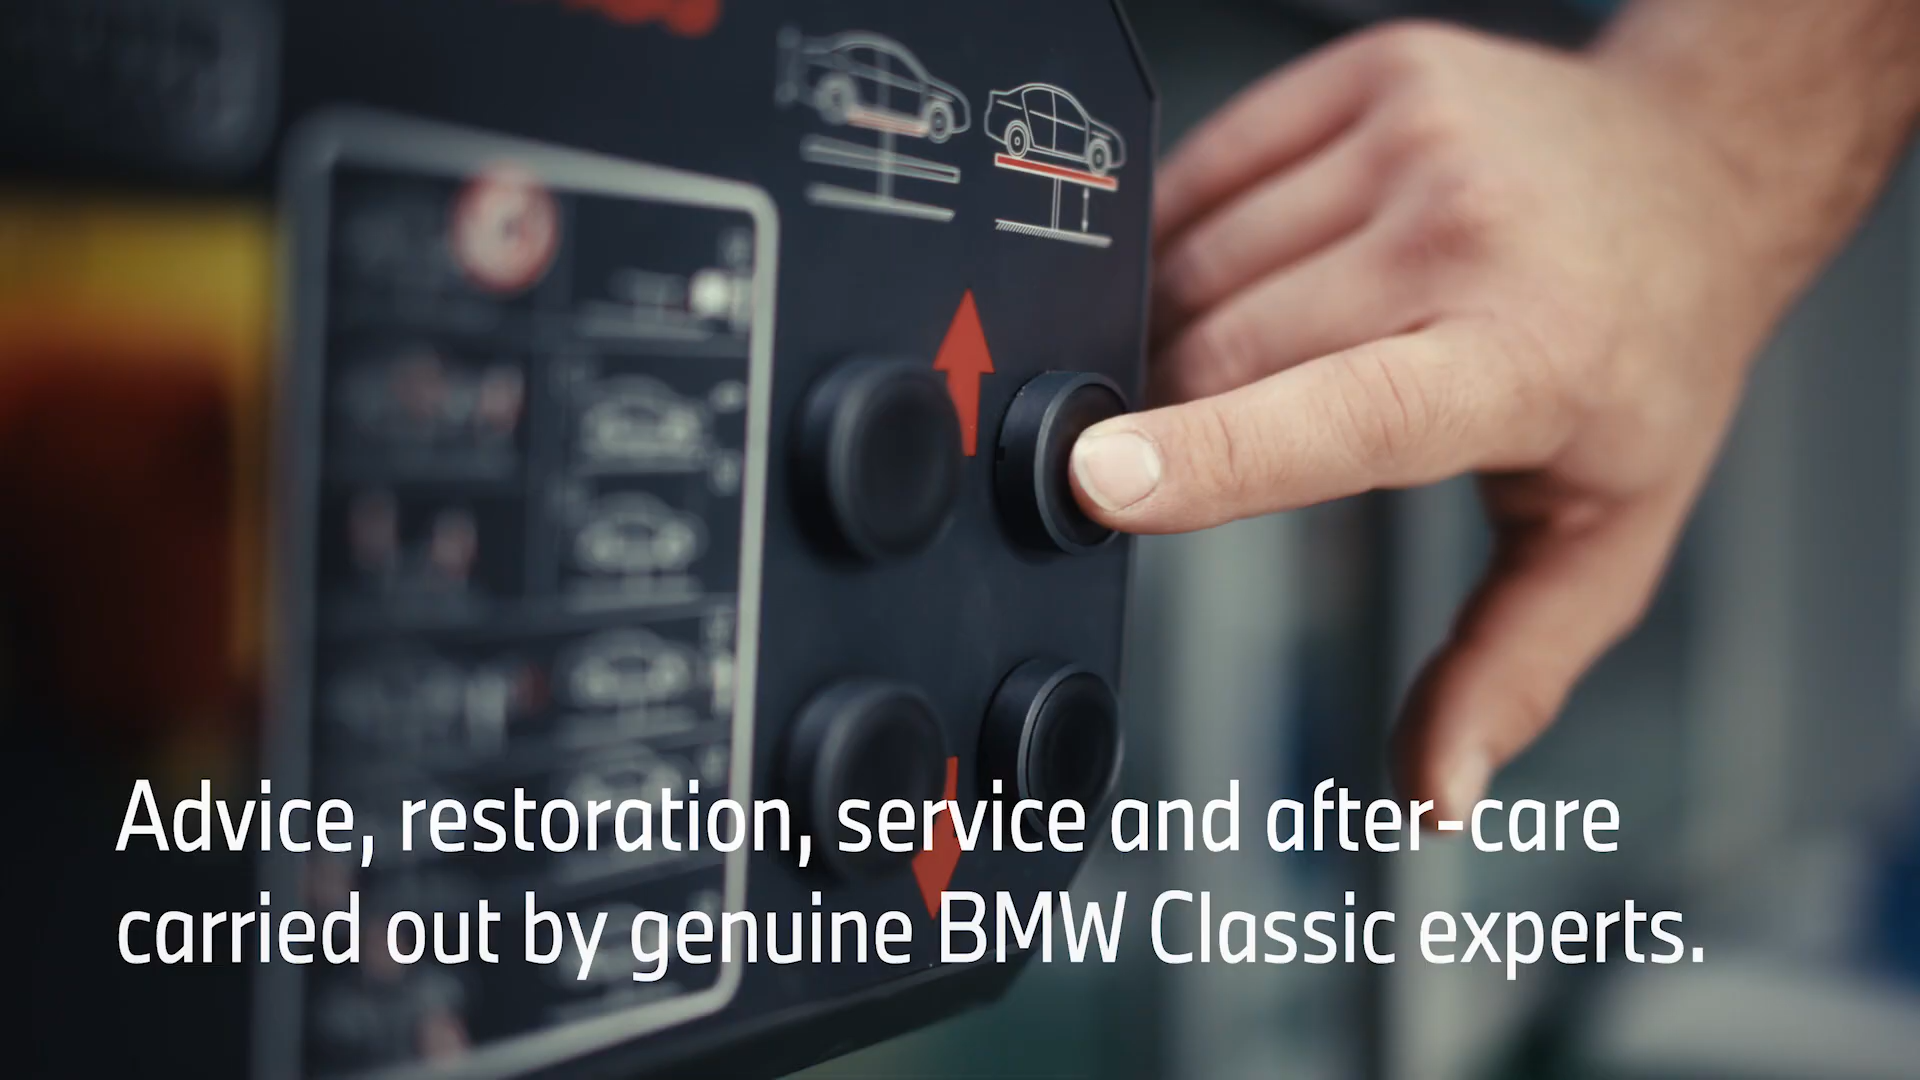 Advice, restoration, service and after-care
carried out by genuine BMW Classic experts.